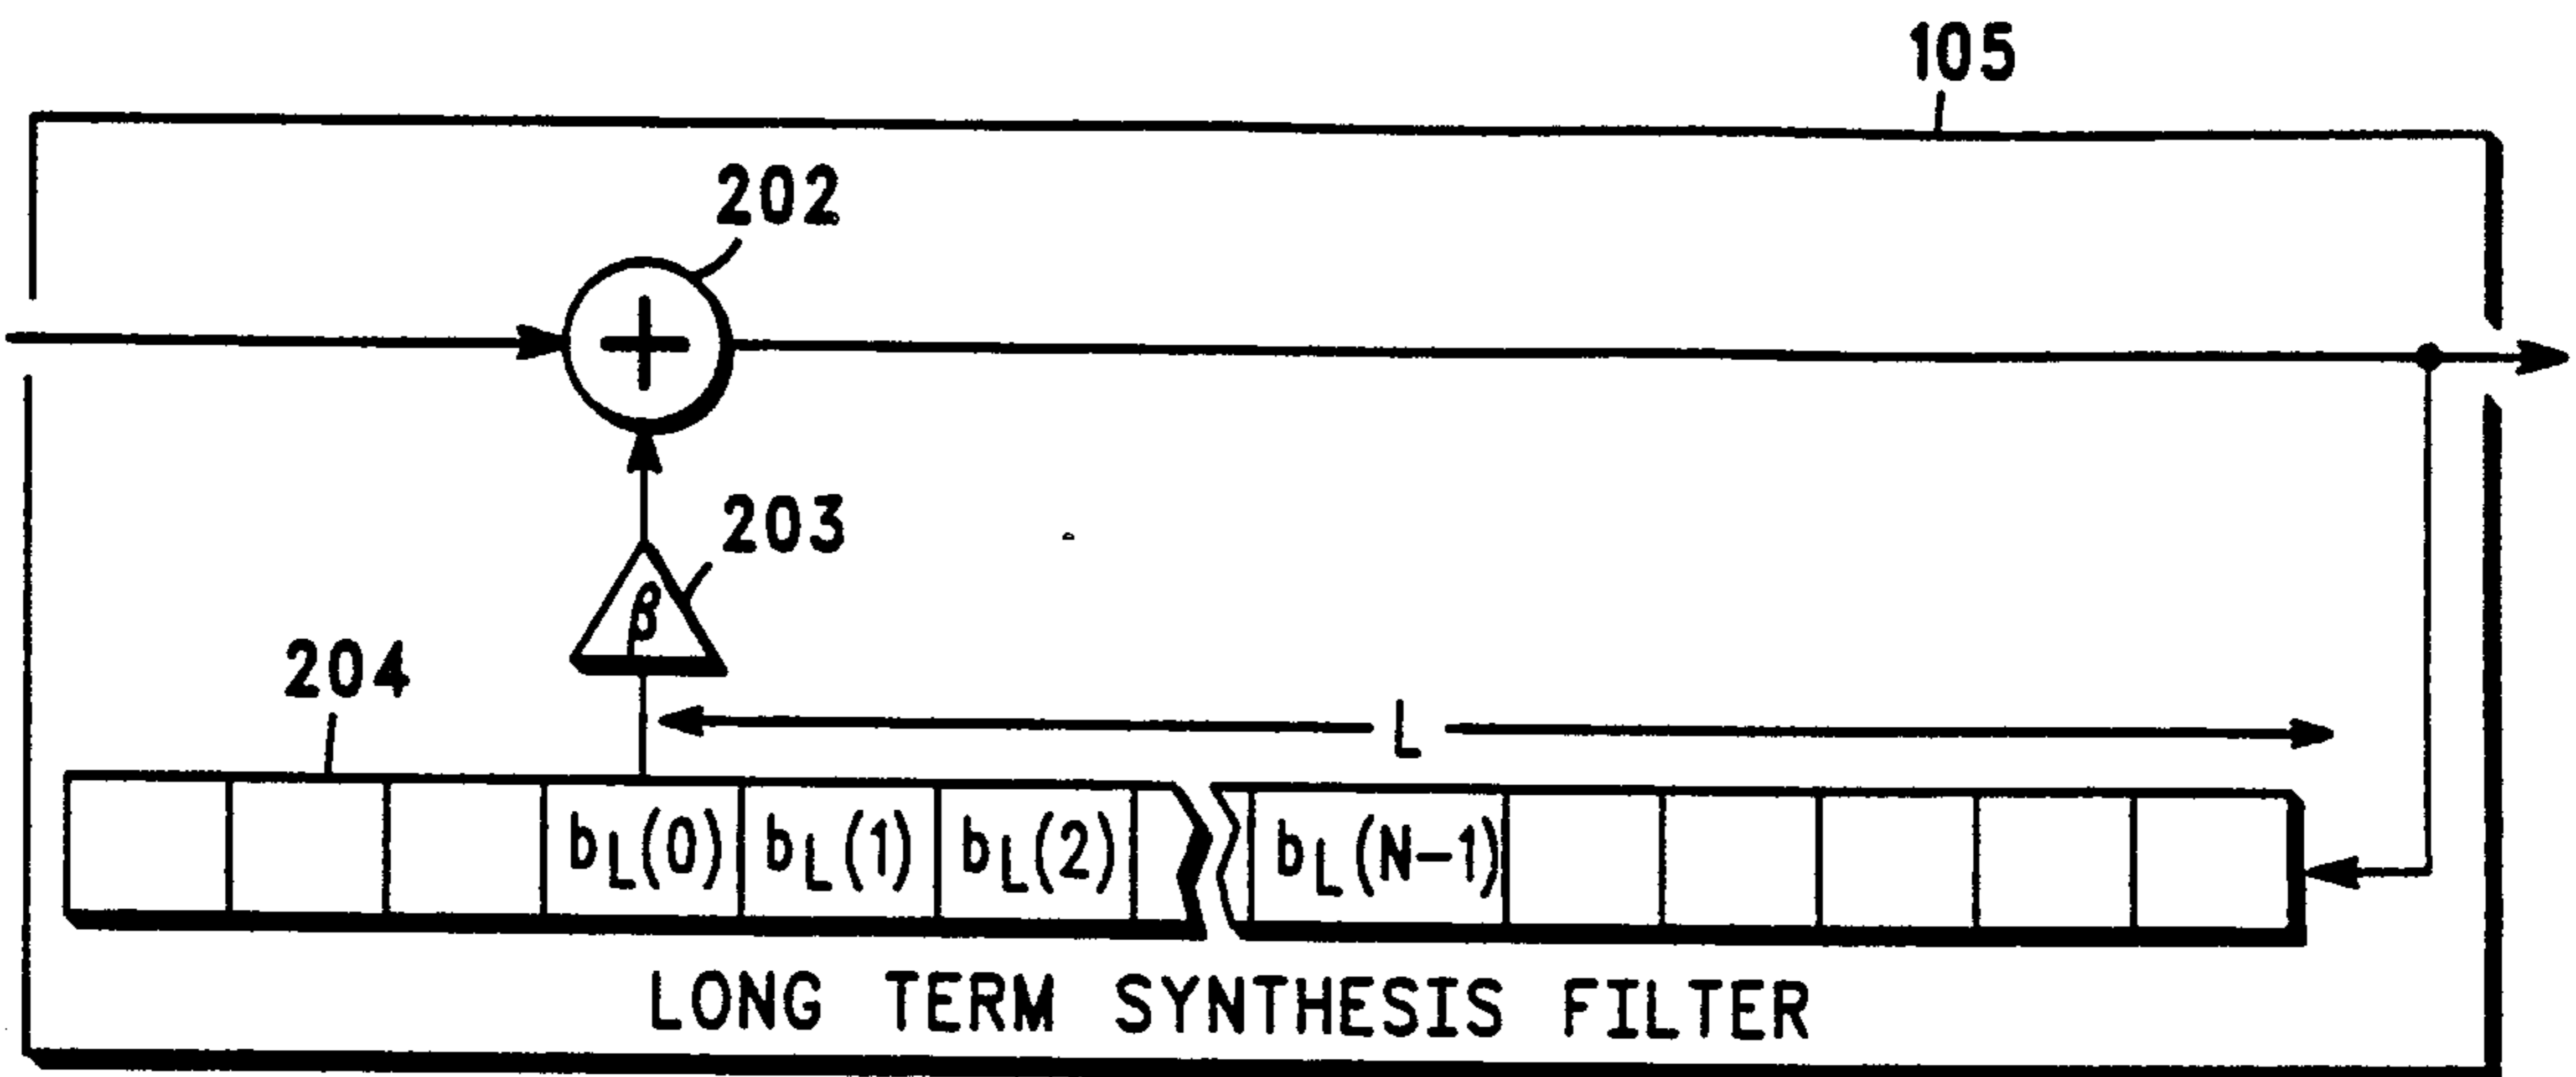 105
202
+
203
β
204
L
bL(0) bL(1) bL(2) bL(N-1)
LONG TERM SYNTHESIS FILTER